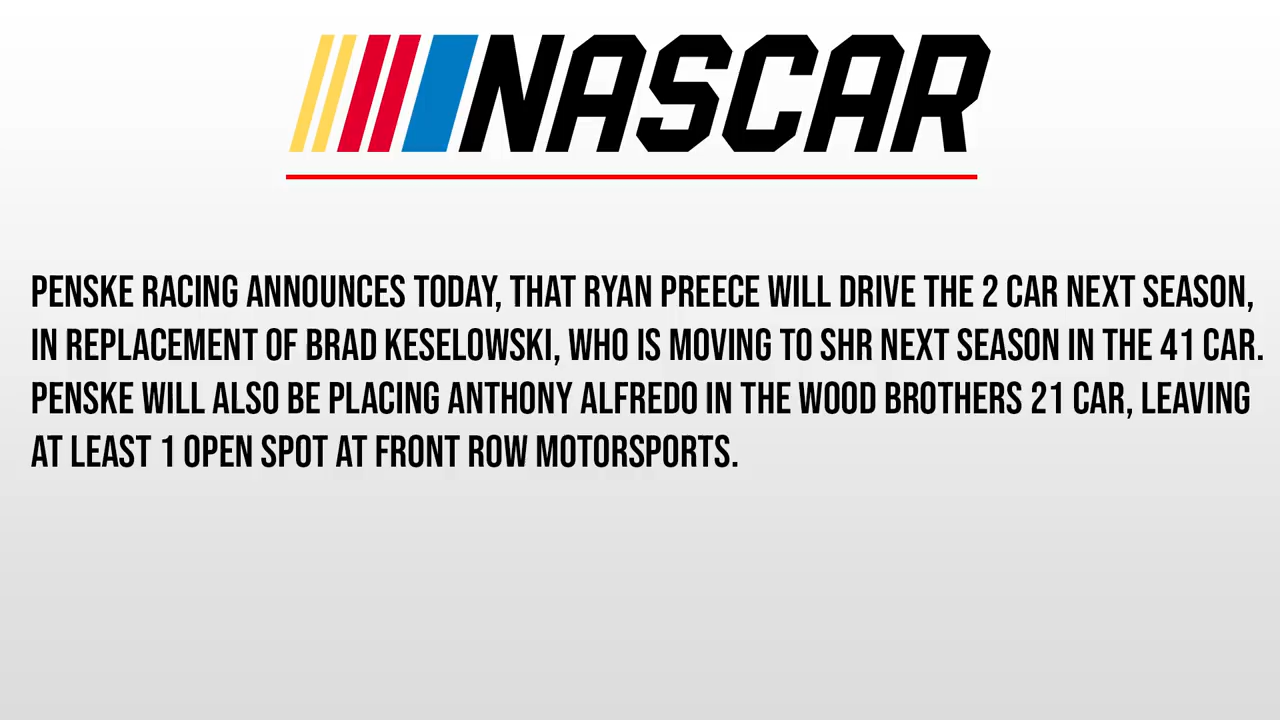 NASCAR
PENSKE RACING ANNOUNCES TODAY, THAT RYAN PREECE WILL DRIVE THE 2 CAR NEXT SEASON,
IN REPLACEMENT OF BRAD KESELOWSKI, WHO IS MOVING TO SHR NEXT SEASON IN THE 41 CAR.
PENSKE WILL ALSO BE PLACING ANTHONY ALFREDO IN THE WOOD BROTHERS 21 CAR, LEAVING
AT LEAST 1 OPEN SPOT AT FRONT ROW MOTORSPORTS.